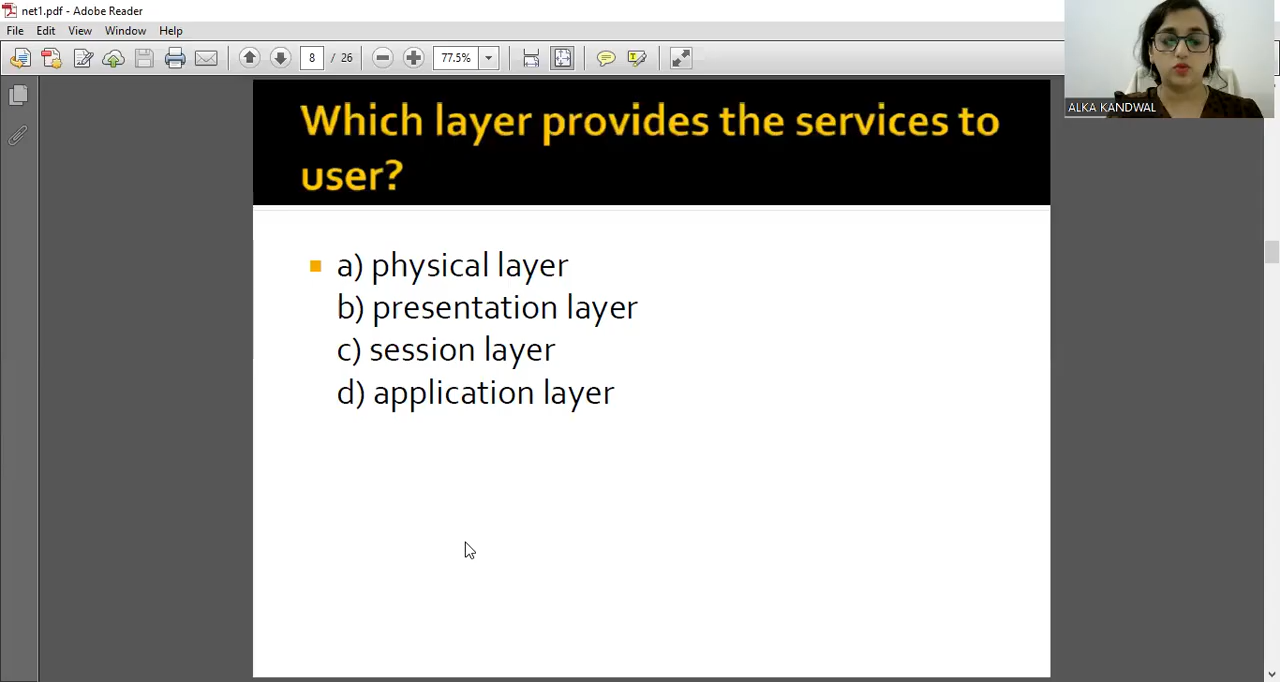 net1.pdf - Adobe Reader
File Edit View Window Help
8 / 26 77.5%
ALKA KANDWAL
Which layer provides the services to
user?
a) physical layer
b) presentation layer
c) session layer
d) application layer